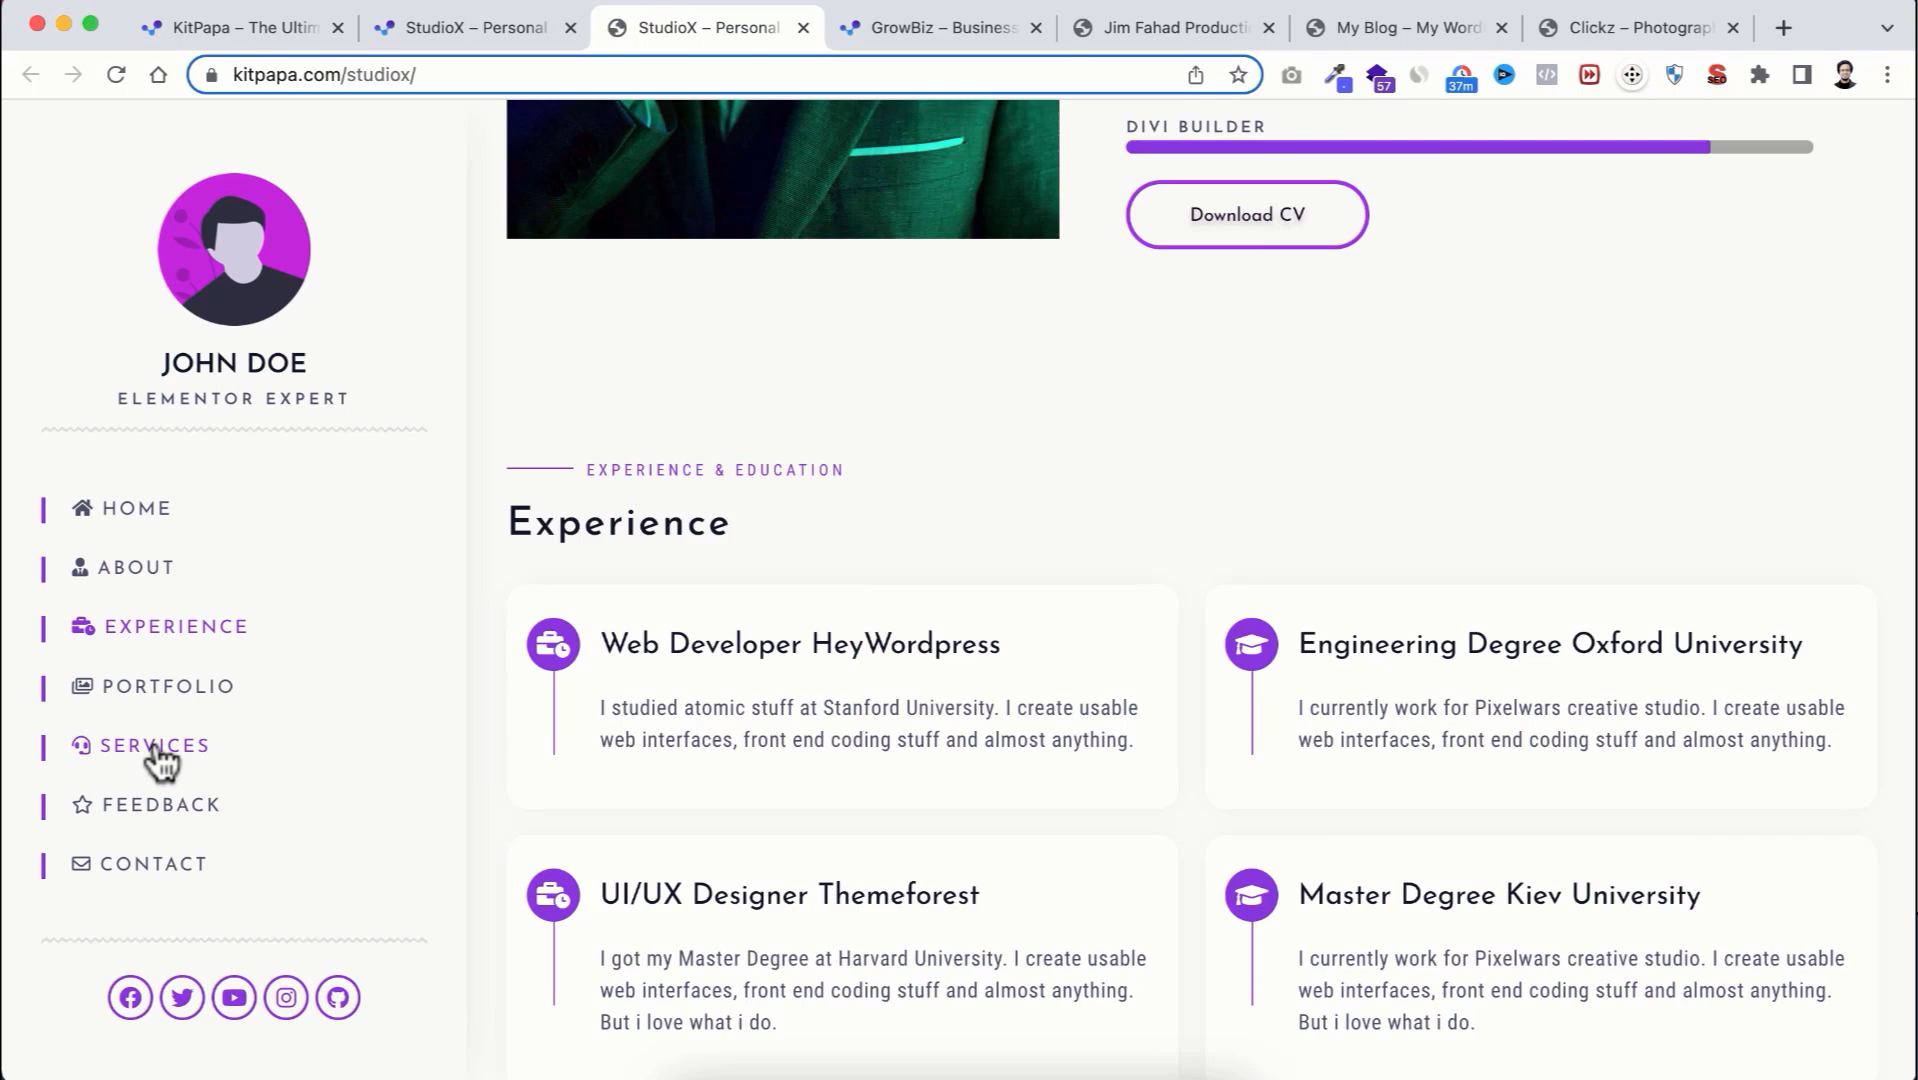 KitPapa – The Ultim
StudioX – Personal
StudioX – Personal
GrowBiz – Business
Jim Fahad Producti
My Blog – My Word
Clickz – Photograp
kitpapa.com/studiox/
57
37m
SEO
JOHN DOE
ELEMENTOR EXPERT
HOME
ABOUT
EXPERIENCE
PORTFOLIO
SERVICES
FEEDBACK
CONTACT
DIVI BUILDER
Download CV
EXPERIENCE & EDUCATION
Experience
Web Developer HeyWordpress
I studied atomic stuff at Stanford University. I create usable
web interfaces, front end coding stuff and almost anything.
Engineering Degree Oxford University
I currently work for Pixelwars creative studio. I create usable
web interfaces, front end coding stuff and almost anything.
UI/UX Designer Themeforest
I got my Master Degree at Harvard University. I create usable
web interfaces, front end coding stuff and almost anything.
But i love what i do.
Master Degree Kiev University
I currently work for Pixelwars creative studio. I create usable
web interfaces, front end coding stuff and almost anything.
But i love what i do.